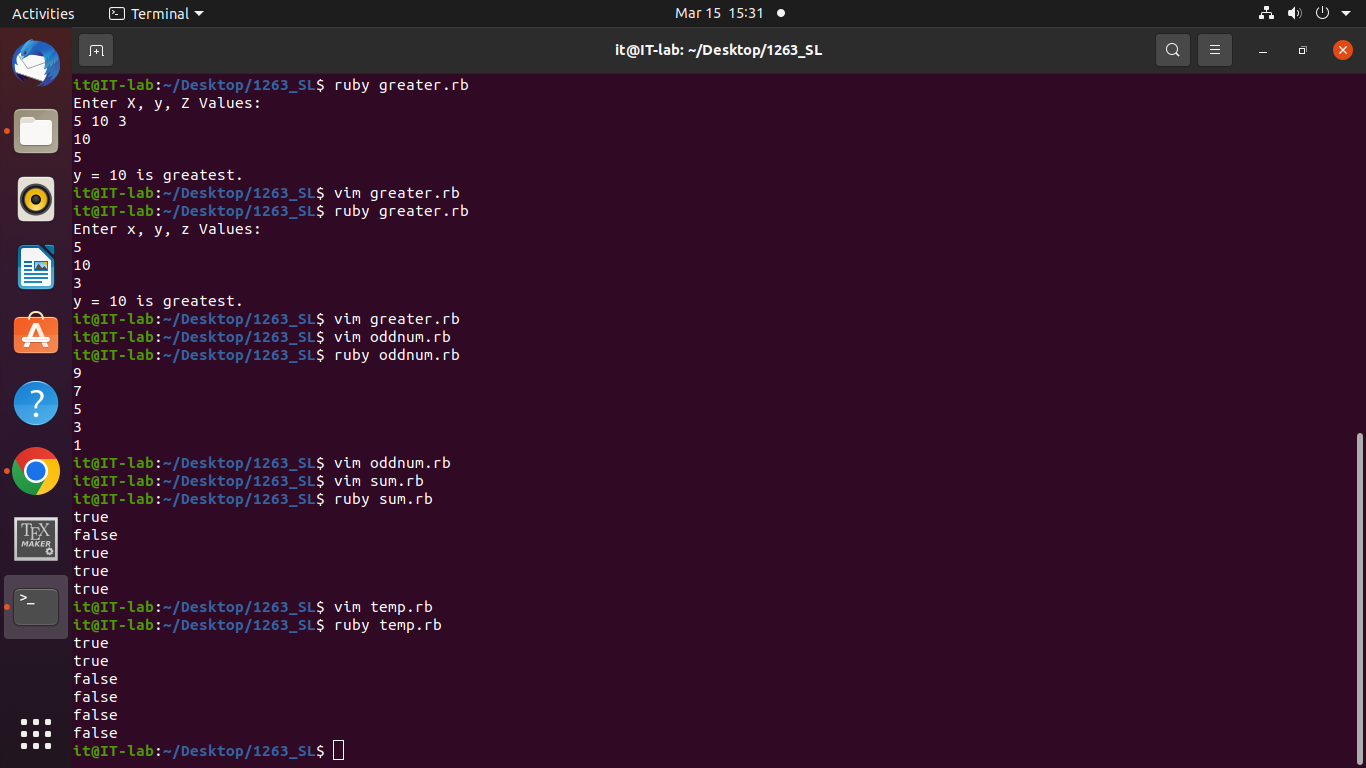 Activities Terminal Mar 15 15:31
it@IT-lab: ~/Desktop/1263_SL
it@IT-lab:~/Desktop/1263_SL$ ruby greater.rb
Enter X, y, Z Values:
5 10 3
10
5
y = 10 is greatest.
it@IT-lab:~/Desktop/1263_SL$ vim greater.rb
it@IT-lab:~/Desktop/1263_SL$ ruby greater.rb
Enter x, y, z Values:
5
10
3
y = 10 is greatest.
it@IT-lab:~/Desktop/1263_SL$ vim greater.rb
it@IT-lab:~/Desktop/1263_SL$ vim oddnum.rb
it@IT-lab:~/Desktop/1263_SL$ ruby oddnum.rb
9
7
5
3
1
it@IT-lab:~/Desktop/1263_SL$ vim oddnum.rb
it@IT-lab:~/Desktop/1263_SL$ vim sum.rb
it@IT-lab:~/Desktop/1263_SL$ ruby sum.rb
true
false
true
true
true
it@IT-lab:~/Desktop/1263_SL$ vim temp.rb
it@IT-lab:~/Desktop/1263_SL$ ruby temp.rb
true
true
false
false
false
false
it@IT-lab:~/Desktop/1263_SL$
TEX
MAKER
>_